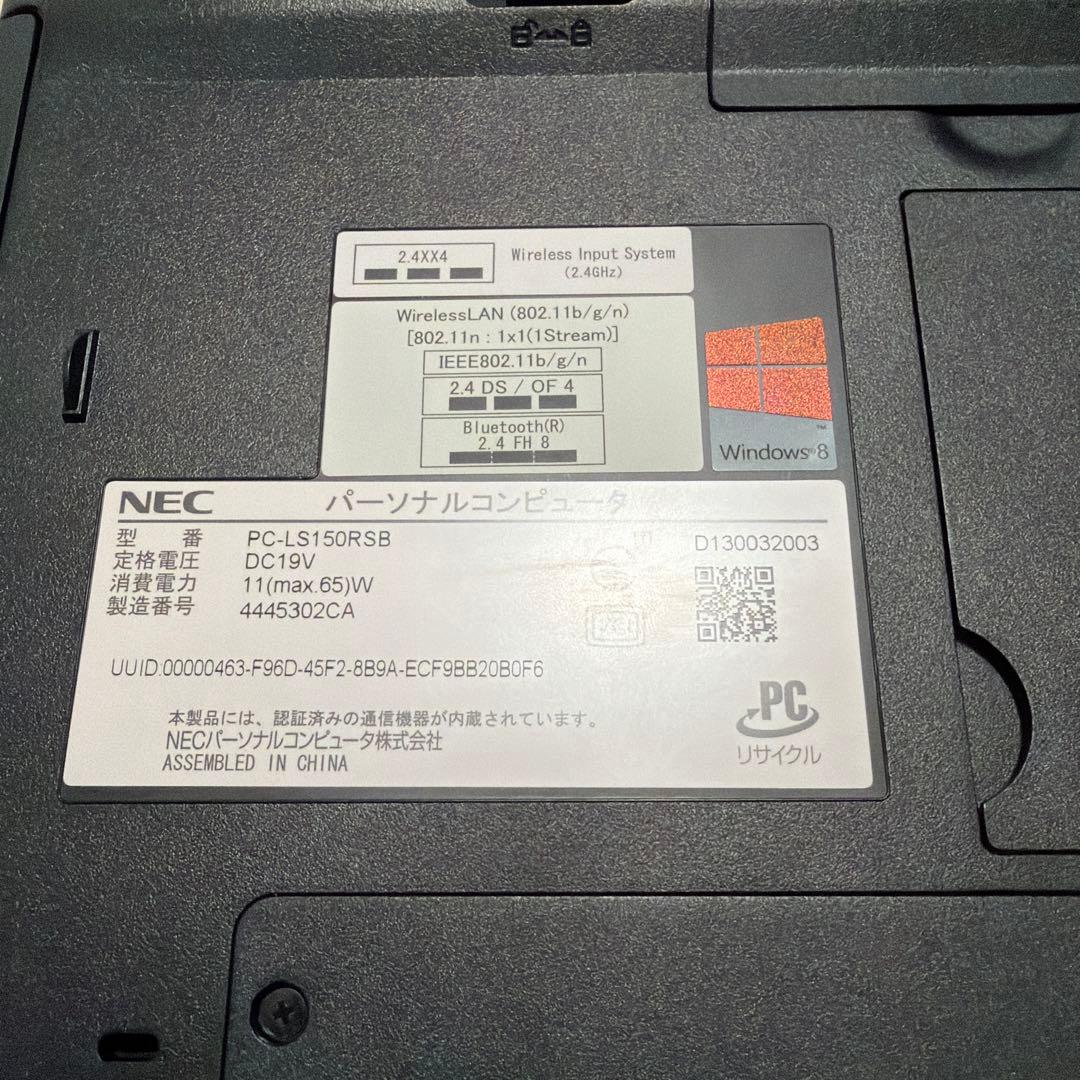 2.4XX4
Wireless Input System
(2.4GHz)
WirelessLAN (802.11b/g/n)
[802.11n : 1x1(1Stream)]
IEEE802.11b/g/n
2.4 DS / OF 4
Bluetooth(R)
2.4 FH 8
Windows 8
NEC パーソナルコンピュータ
型 番 PC-LS150RSB
定格電圧 DC19V
消費電力 11(max.65)W
製造番号 4445302CA
D130032003
UUID:00000463-F96D-45F2-8B9A-ECF9BB20B0F6
本製品には、認証済みの通信機器が内蔵されています。
NECパーソナルコンピュータ株式会社
ASSEMBLED IN CHINA
PC
リサイクル